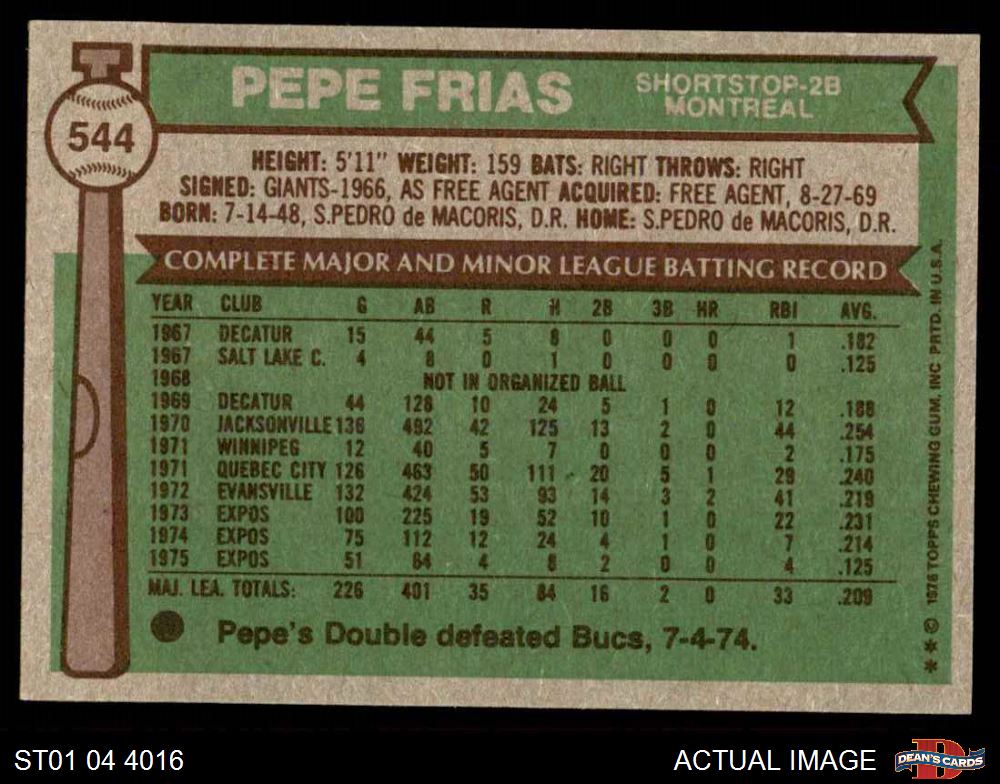 544
PEPE FRIAS SHORTSTOP-2B
MONTREAL
HEIGHT: 5'11" WEIGHT: 159 BATS: RIGHT THROWS: RIGHT
SIGNED: GIANTS-1966, AS FREE AGENT ACQUIRED: FREE AGENT, 8-27-69
BORN: 7-14-48, S.PEDRO de MACORIS, D.R. HOME: S.PEDRO de MACORIS, D.R.
COMPLETE MAJOR AND MINOR LEAGUE BATTING RECORD
YEAR CLUB G AB R H 2B 3B HR RBI AVG.
1967 DECATUR 15 44 5 8 0 0 0 1 .182
1967 SALT LAKE C. 4 8 0 1 0 0 0 0 .125
1968 NOT IN ORGANIZED BALL
1969 DECATUR 44 128 10 24 5 1 0 12 .188
1970 JACKSONVILLE 136 492 42 125 13 2 0 44 .254
1971 WINNIPEG 12 40 5 7 0 0 0 2 .175
1971 QUEBEC CITY 126 463 50 111 20 5 1 29 .240
1972 EVANSVILLE 132 424 53 93 14 3 2 41 .219
1973 EXPOS 100 225 19 52 10 1 0 22 .231
1974 EXPOS 75 112 12 24 4 1 0 7 .214
1975 EXPOS 51 64 4 8 2 0 0 4 .125
MAJ. LEA. TOTALS: 226 401 35 84 16 2 0 33 .209
Pepe's Double defeated Bucs, 7-4-74.
** © 1976 TOPPS CHEWING GUM, INC. PRTD. IN U.S.A.
ST01 04 4016 ACTUAL IMAGE DEAN'S CARDS